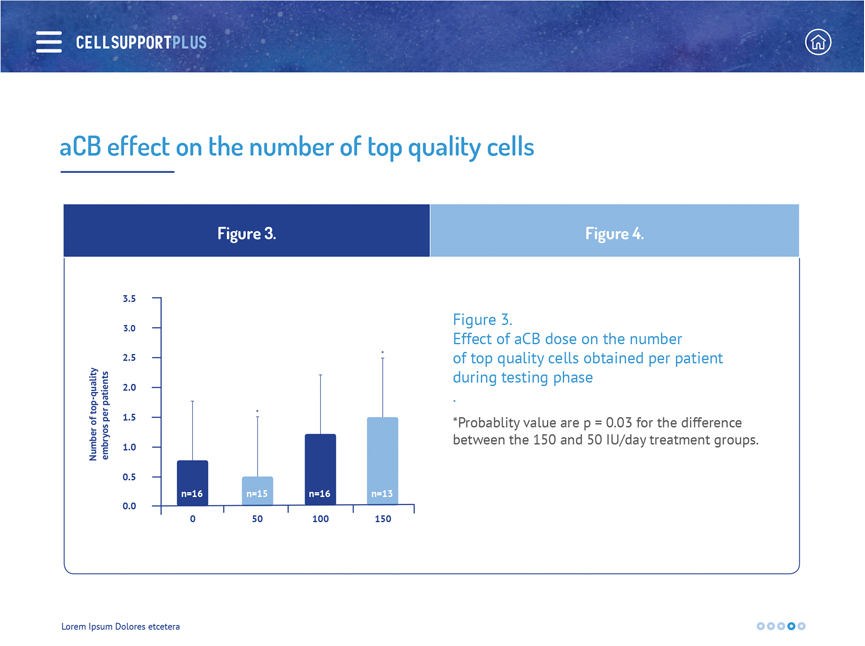 CELLSUPPORTPLUS
aCB effect on the number of top quality cells
Figure 3.
Figure 4.
Number of top-quality
embryos per patients
3.5
3.0
2.5
2.0
1.5
1.0
0.5
0.0
*
*
n=16
n=15
n=16
n=13
0
50
100
150
Figure 3.
Effect of aCB dose on the number
of top quality cells obtained per patient
during testing phase
.
*Probablity value are p = 0.03 for the difference
between the 150 and 50 IU/day treatment groups.
Lorem Ipsum Dolores etcetera